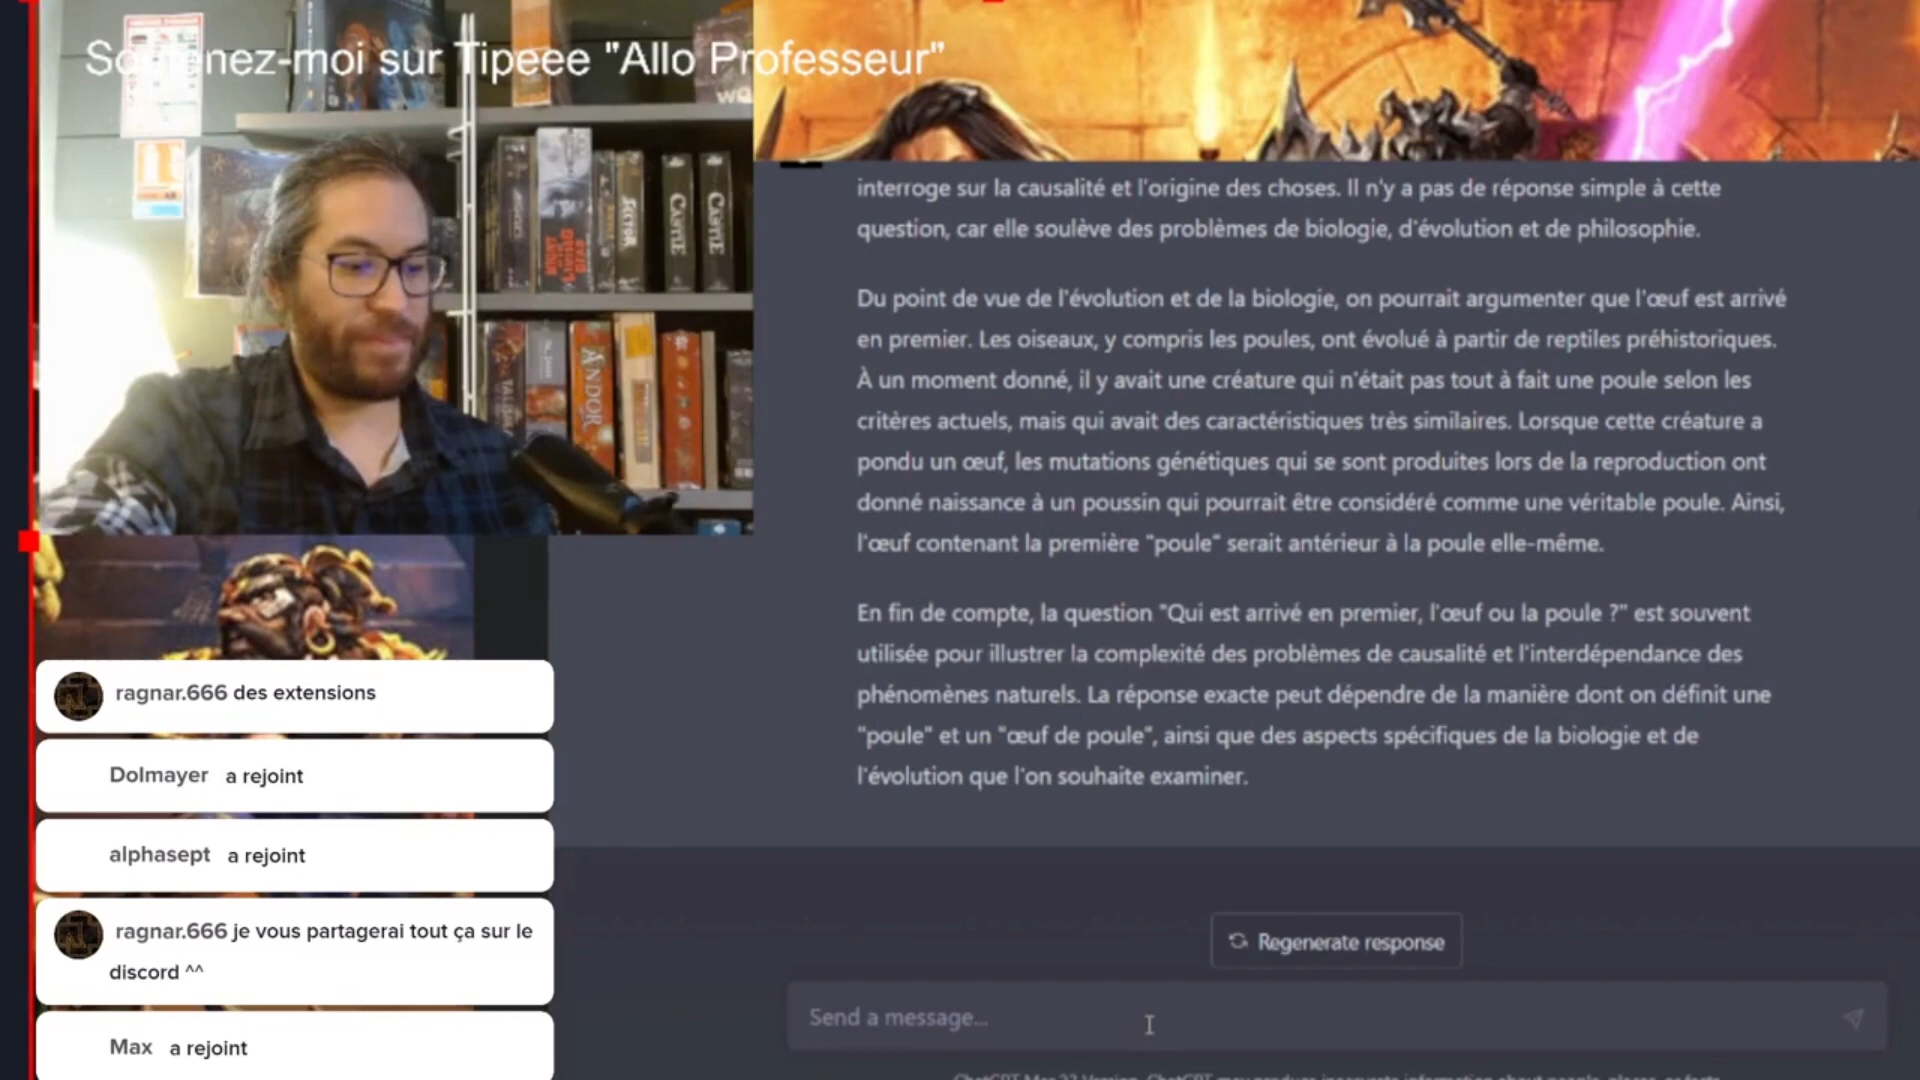 Soutenez-moi sur Tipeee "Allo Professeur"
interroge sur la causalité et l'origine des choses. Il n'y a pas de réponse simple à cette
question, car elle soulève des problèmes de biologie, d'évolution et de philosophie.
Du point de vue de l'évolution et de la biologie, on pourrait argumenter que l'œuf est arrivé
en premier. Les oiseaux, y compris les poules, ont évolué à partir de reptiles préhistoriques.
À un moment donné, il y avait une créature qui n'était pas tout à fait une poule selon les
critères actuels, mais qui avait des caractéristiques très similaires. Lorsque cette créature a
pondu un œuf, les mutations génétiques qui se sont produites lors de la reproduction ont
donné naissance à un poussin qui pourrait être considéré comme une véritable poule. Ainsi,
l'œuf contenant la première "poule" serait antérieur à la poule elle-même.
En fin de compte, la question "Qui est arrivé en premier, l'œuf ou la poule ?" est souvent
utilisée pour illustrer la complexité des problèmes de causalité et l'interdépendance des
phénomènes naturels. La réponse exacte peut dépendre de la manière dont on définit une
"poule" et un "œuf de poule", ainsi que des aspects spécifiques de la biologie et de
l'évolution que l'on souhaite examiner.
Regenerate response
Send a message...
CASTLE
CASTLE
ANDOR
NIGHT
LIVING
DEAD
ragnar.666 des extensions
Dolmayer a rejoint
alphasept a rejoint
ragnar.666 je vous partagerai tout ça sur le
discord ^^
Max a rejoint